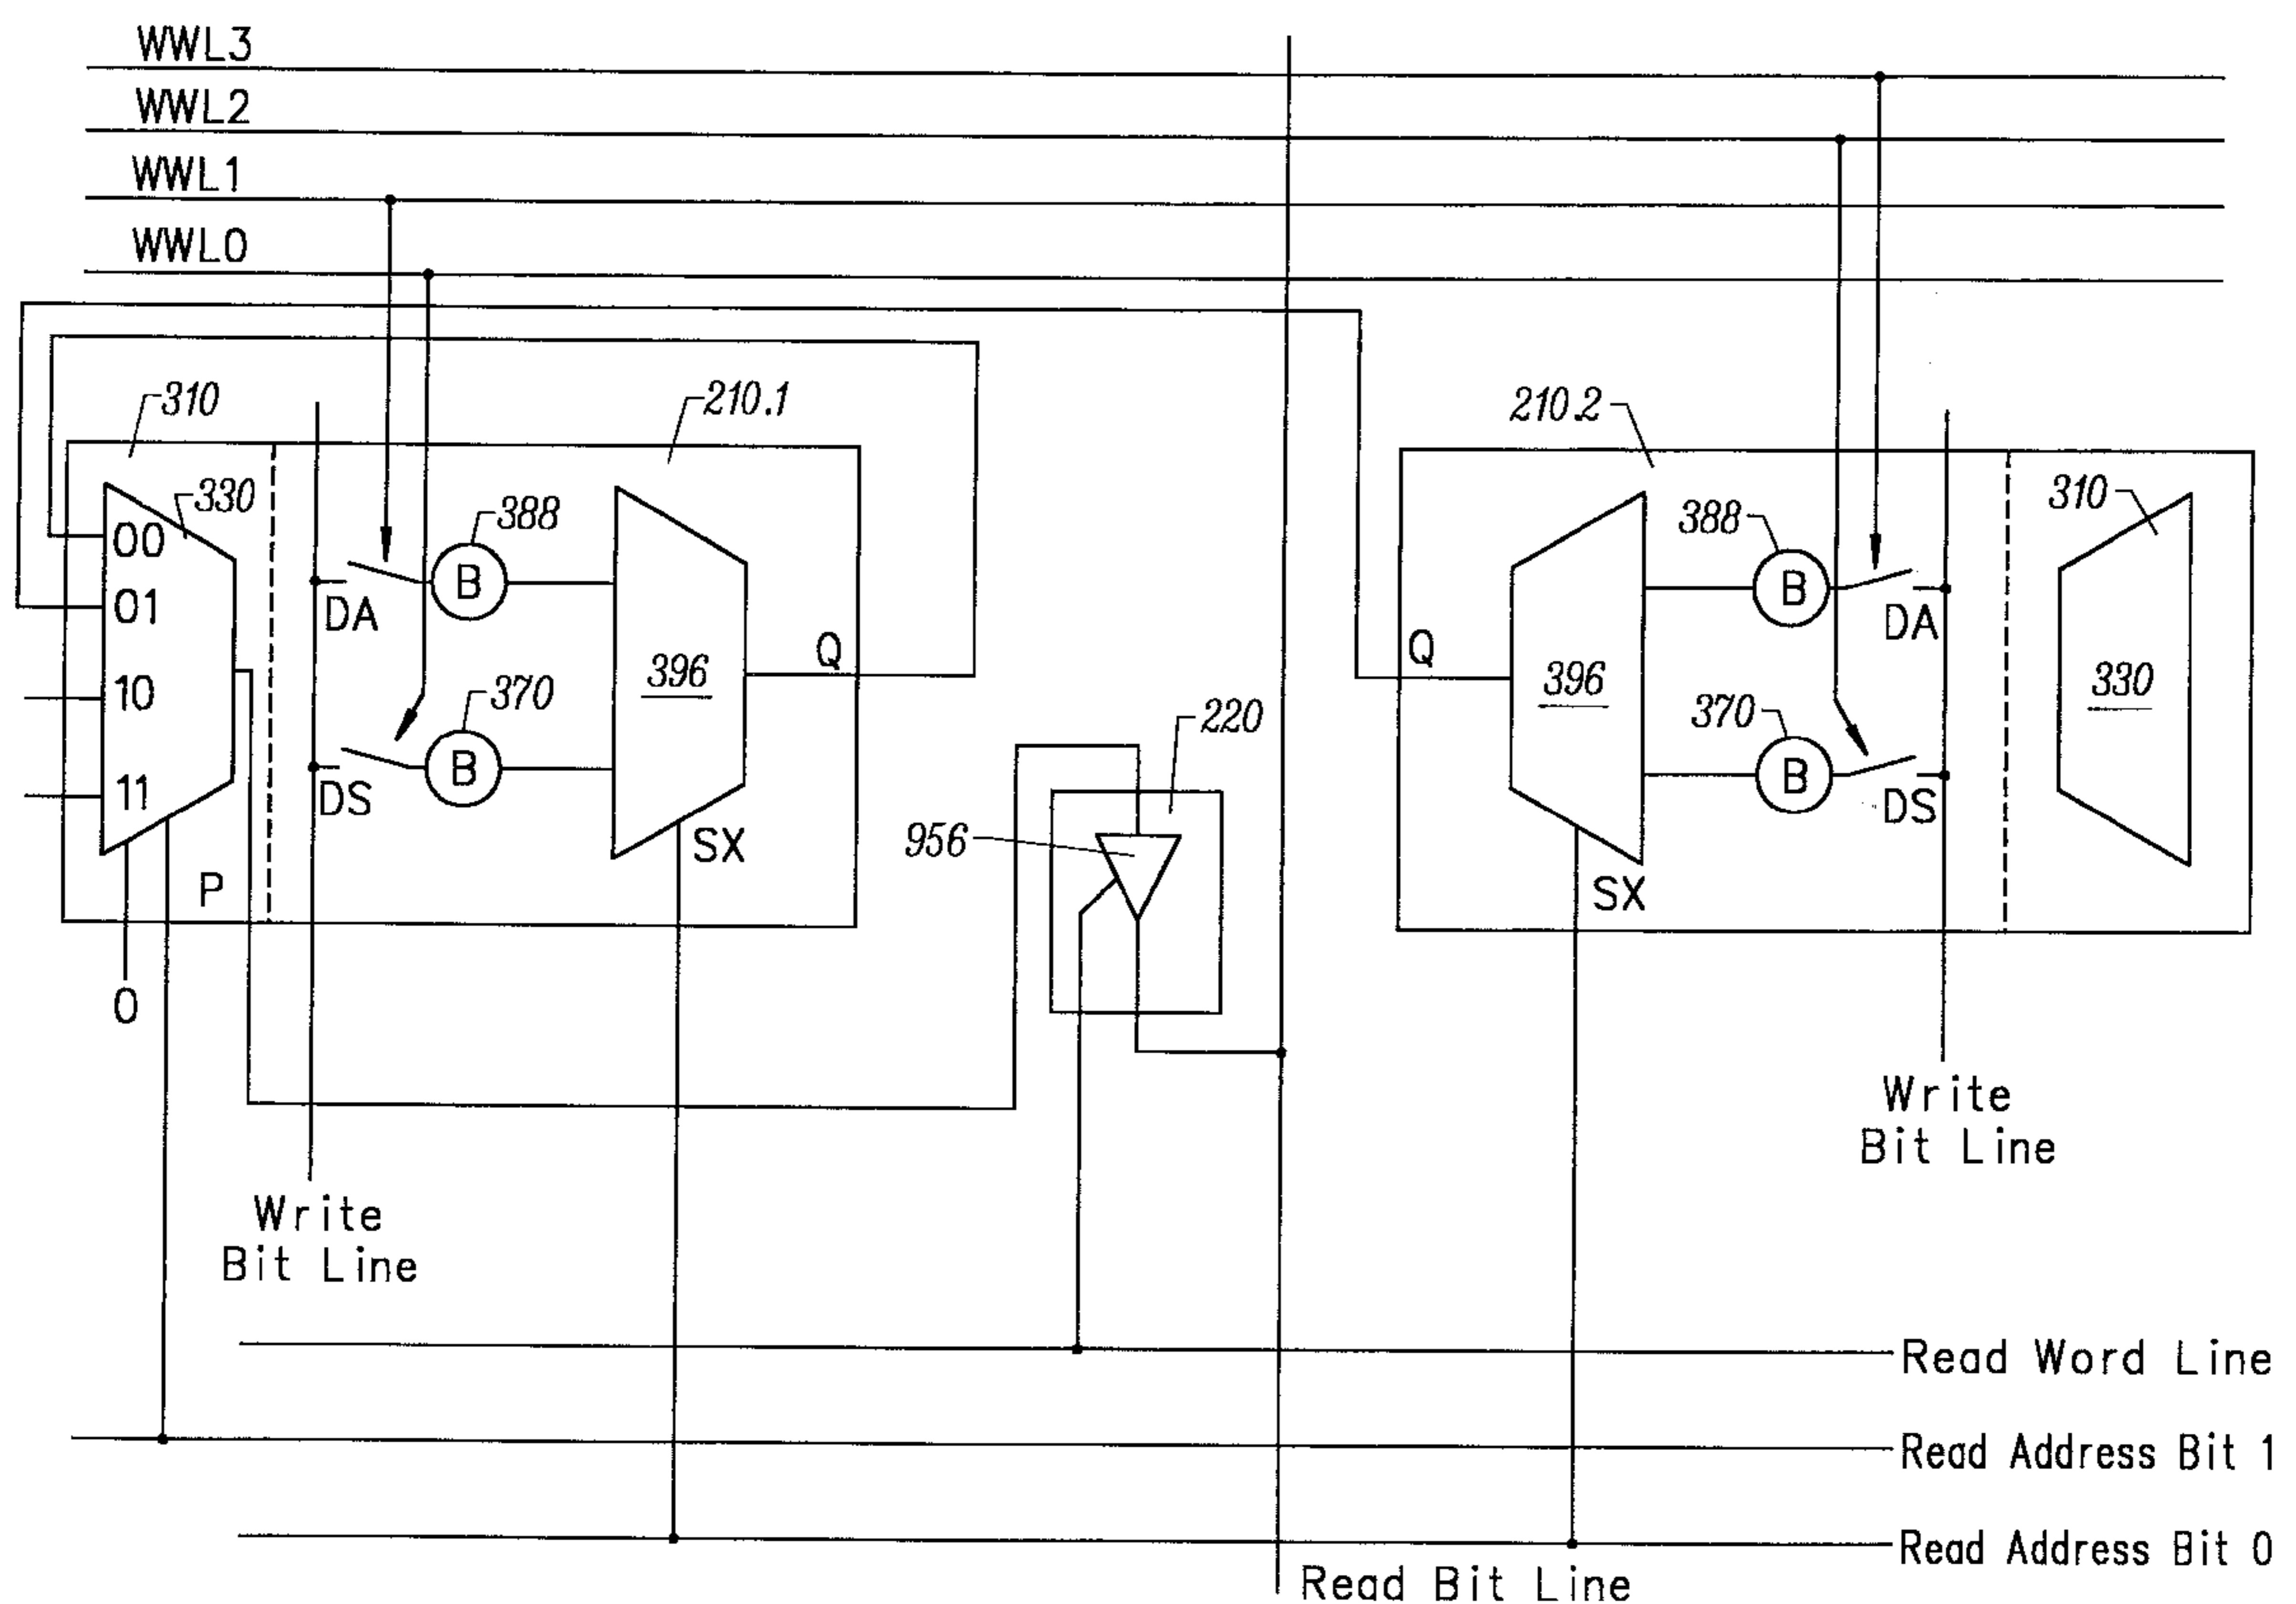 WWL3
WWL2
WWL1
WWL0
310
210.1
210.2
330
388
388
310
00
B
B
DA
DA
01
Q
Q
396
396
330
10
370
370
220
B
B
11
DS
DS
956
SX
SX
P
0
Write
Bit Line
Write
Bit Line
Read Word Line
Read Address Bit 1
Read Address Bit 0
Read Bit Line